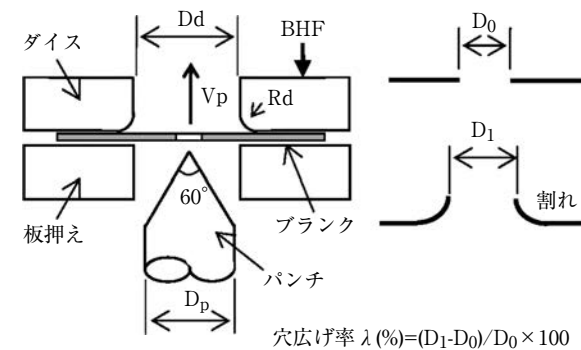 ダイス
Dd
BHF
D₀
Vp
Rd
D₁
60°
割れ
板押え
ブランク
パンチ
Dₚ
穴広げ率 λ(%)=(D₁-D₀)/D₀×100